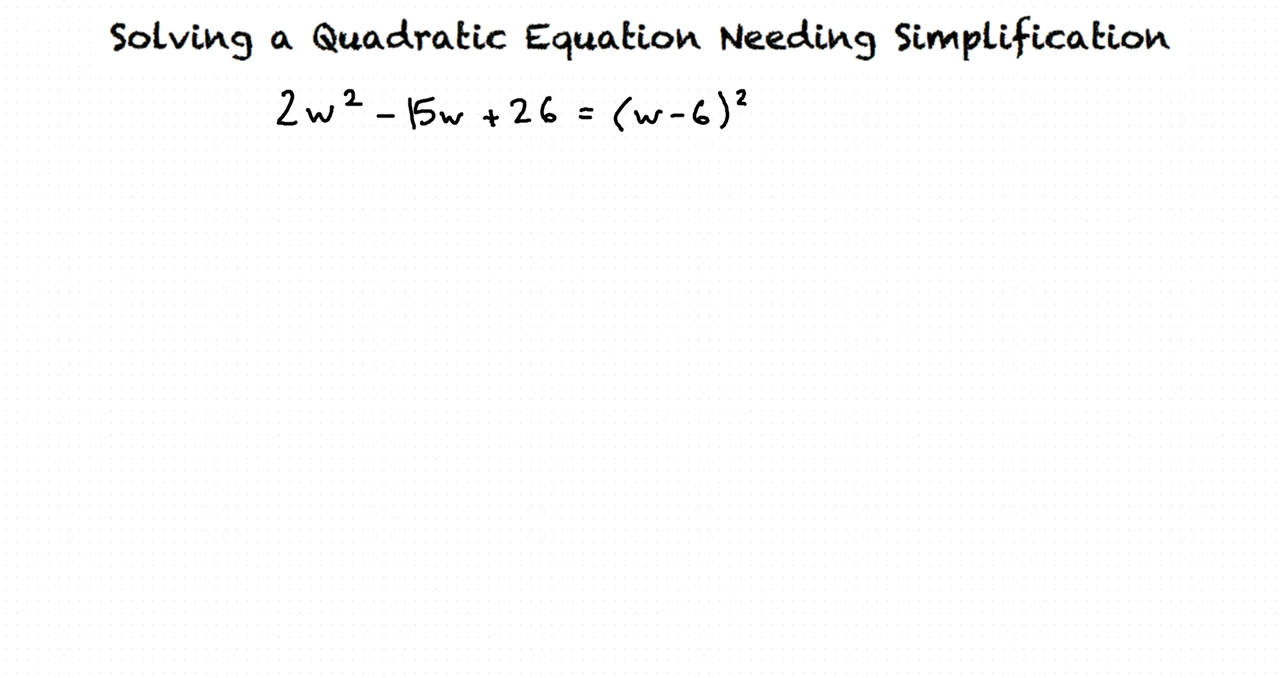 Solving a Quadratic Equation Needing Simplification
2w² - 15w + 26 = (w - 6)²